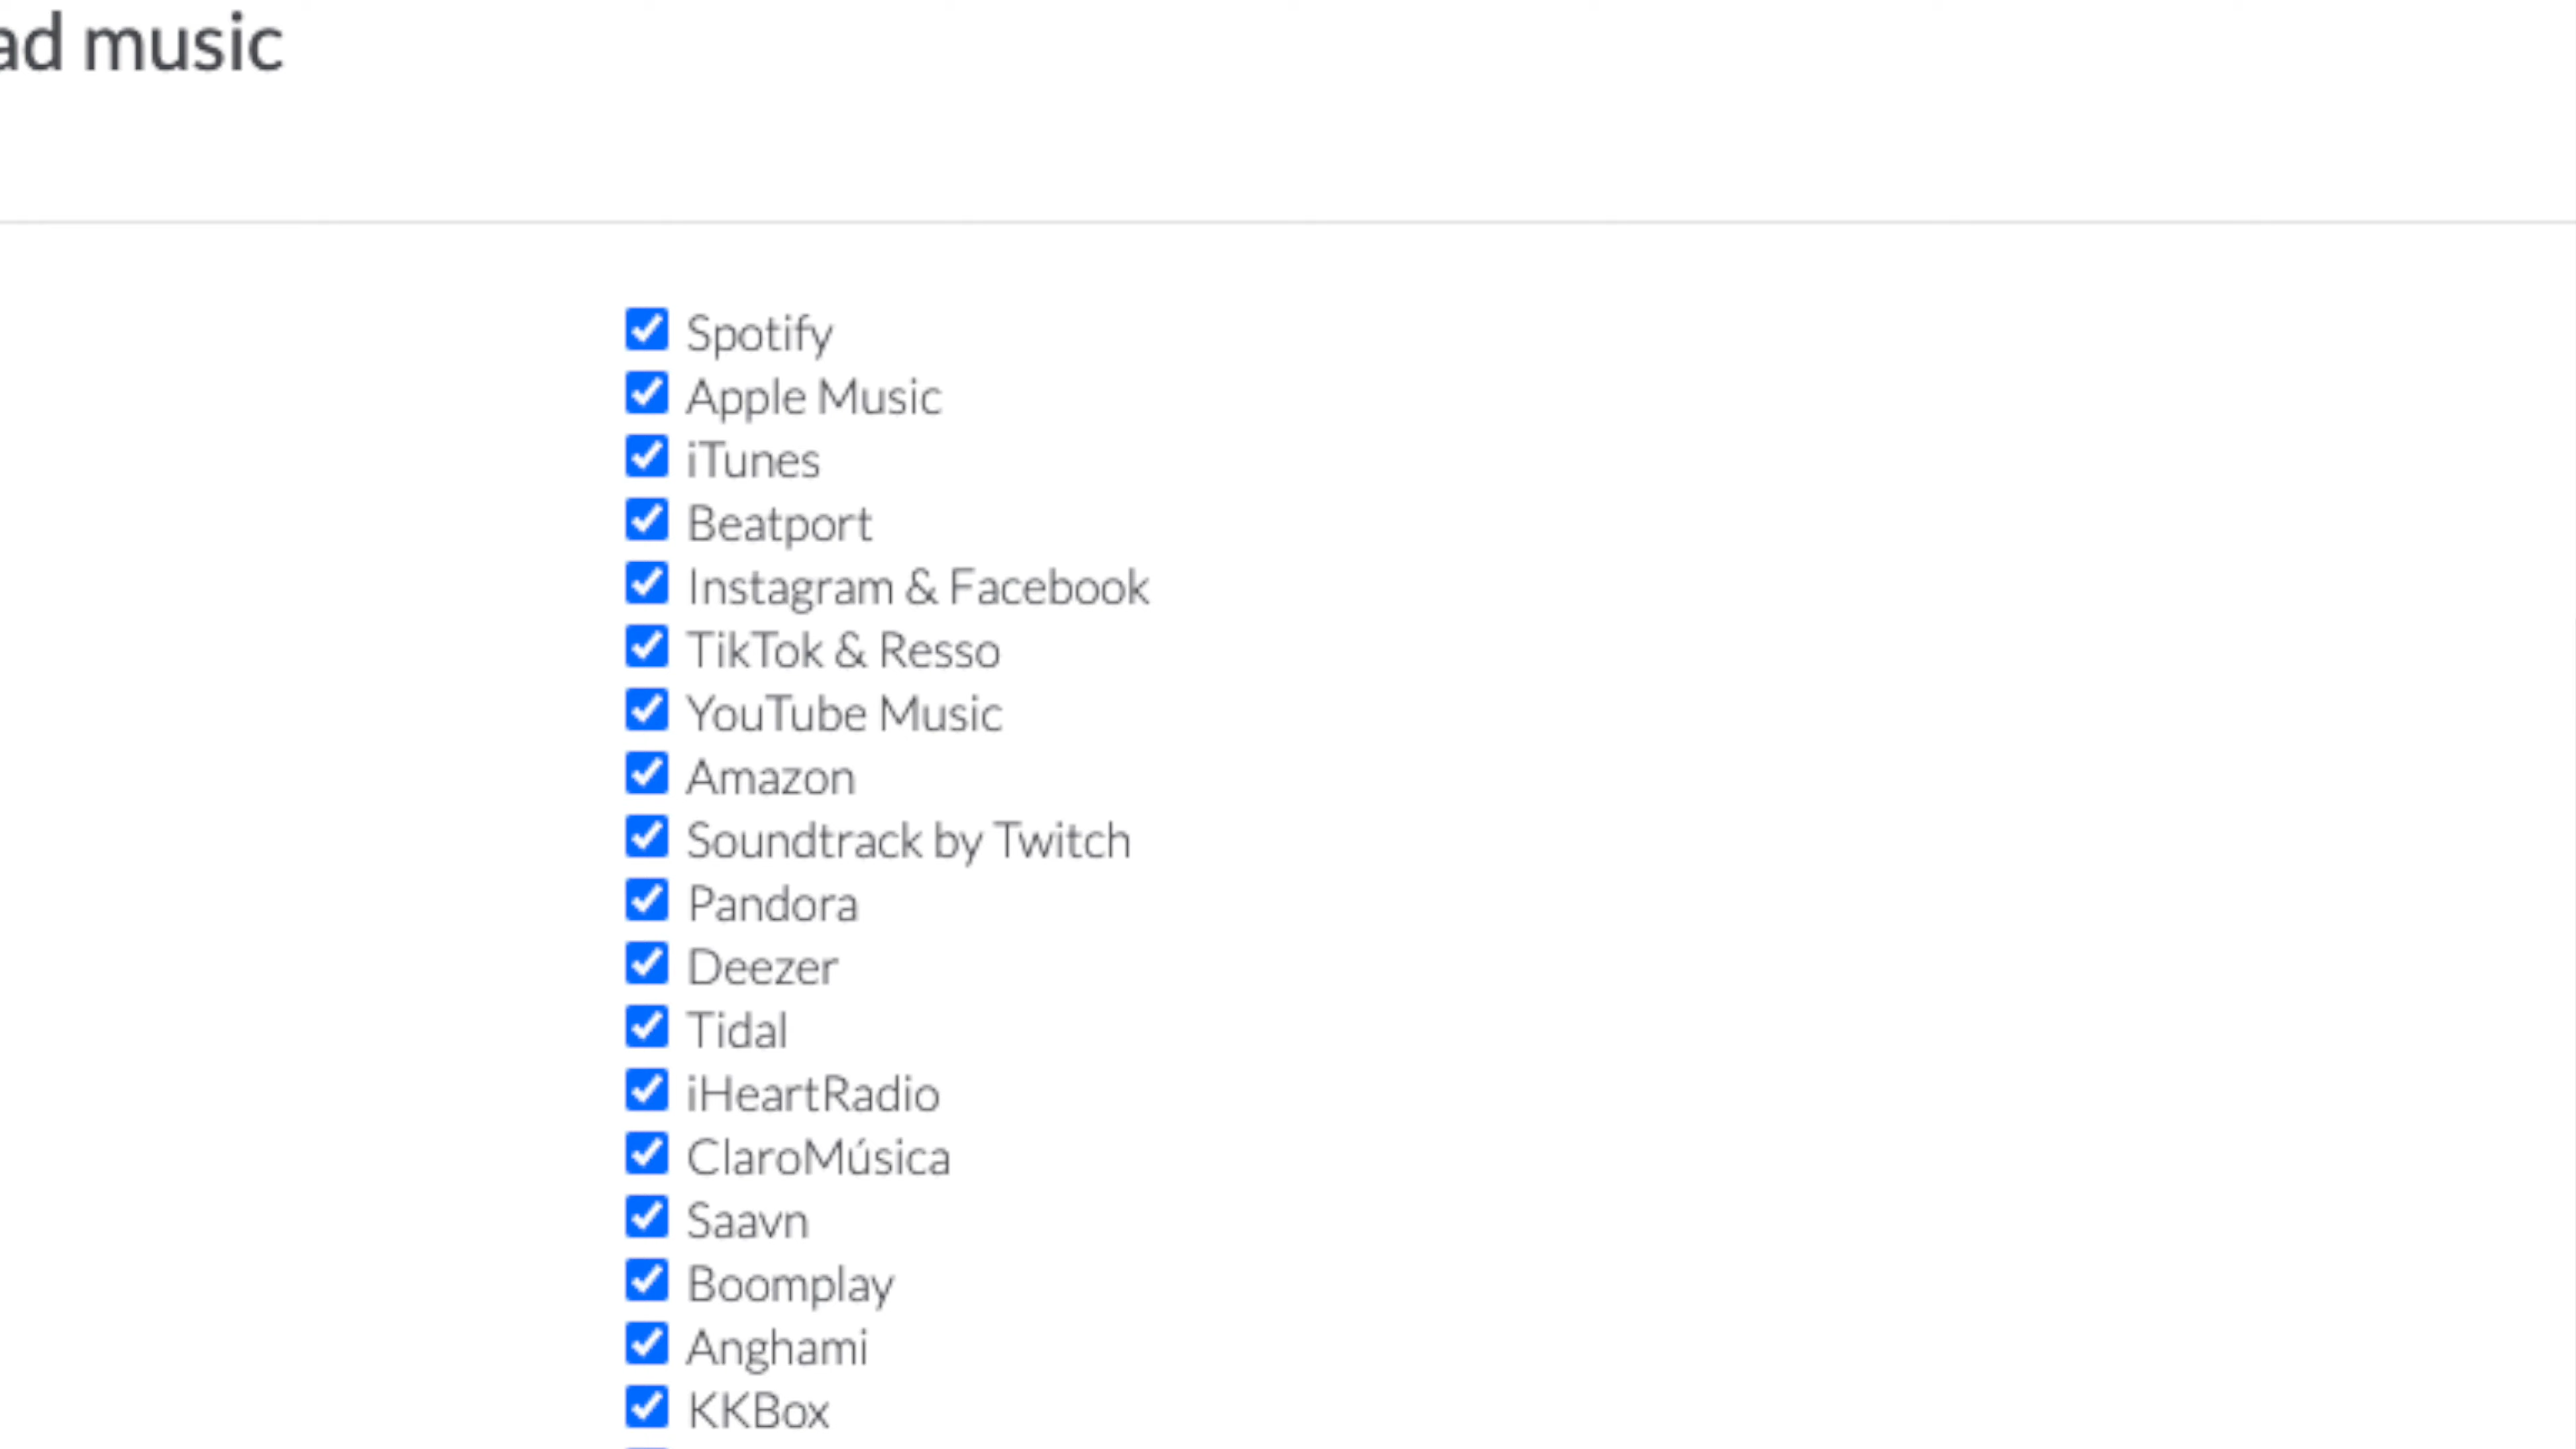 ad music
Spotify
Apple Music
iTunes
Beatport
Instagram & Facebook
TikTok & Resso
YouTube Music
Amazon
Soundtrack by Twitch
Pandora
Deezer
Tidal
iHeartRadio
ClaroMúsica
Saavn
Boomplay
Anghami
KKBox